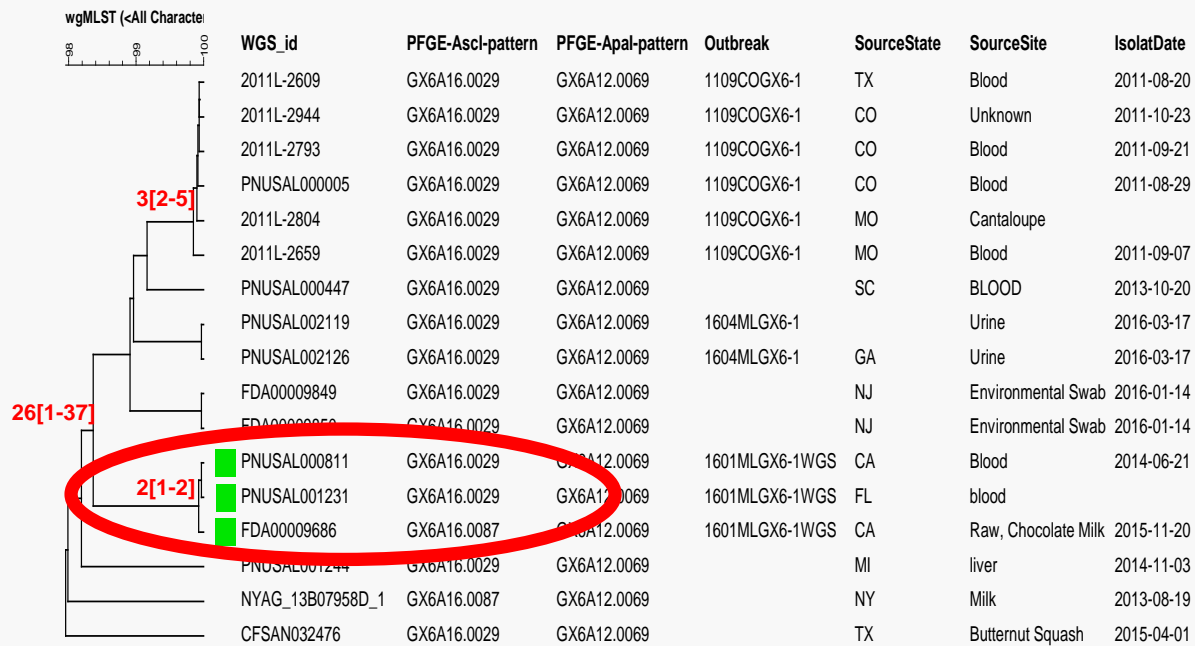 wgMLST (<All Character
98 99 100
WGS_id PFGE-AscI-pattern PFGE-ApaI-pattern Outbreak SourceState SourceSite IsolatDate
2011L-2609 GX6A16.0029 GX6A12.0069 1109COGX6-1 TX Blood 2011-08-20
2011L-2944 GX6A16.0029 GX6A12.0069 1109COGX6-1 CO Unknown 2011-10-23
2011L-2793 GX6A16.0029 GX6A12.0069 1109COGX6-1 CO Blood 2011-09-21
PNUSAL000005 GX6A16.0029 GX6A12.0069 1109COGX6-1 CO Blood 2011-08-29
3[2-5]
2011L-2804 GX6A16.0029 GX6A12.0069 1109COGX6-1 MO Cantaloupe
2011L-2659 GX6A16.0029 GX6A12.0069 1109COGX6-1 MO Blood 2011-09-07
PNUSAL000447 GX6A16.0029 GX6A12.0069 SC BLOOD 2013-10-20
PNUSAL002119 GX6A16.0029 GX6A12.0069 1604MLGX6-1 Urine 2016-03-17
PNUSAL002126 GX6A16.0029 GX6A12.0069 1604MLGX6-1 GA Urine 2016-03-17
FDA00009849 GX6A16.0029 GX6A12.0069 NJ Environmental Swab 2016-01-14
26[1-37]
GX6A12.0069 NJ Environmental Swab 2016-01-14
PNUSAL000811 GX6A16.0029 GX6A12.0069 1601MLGX6-1WGS CA Blood 2014-06-21
2[1-2]
PNUSAL001231 GX6A16.0029 GX6A12.0069 1601MLGX6-1WGS FL blood
FDA00009686 GX6A16.0087 GX6A12.0069 1601MLGX6-1WGS CA Raw, Chocolate Milk 2015-11-20
PNUSAL001244 GX6A16.0029 GX6A12.0069 MI liver 2014-11-03
NYAG_13B07958D_1 GX6A16.0087 GX6A12.0069 NY Milk 2013-08-19
CFSAN032476 GX6A16.0029 GX6A12.0069 TX Butternut Squash 2015-04-01